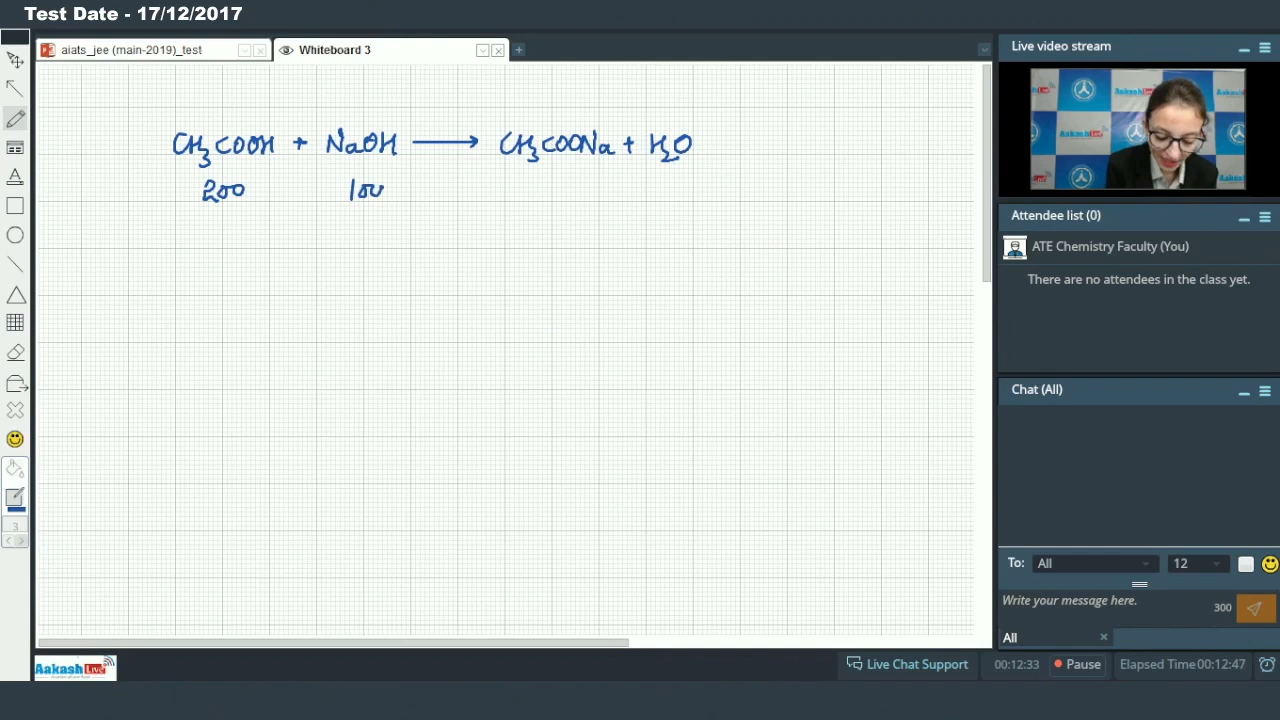 Test Date - 17/12/2017
aiats_jee (main-2019)_test
Whiteboard 3
CH₃COOH + NaOH ⟶ CH₃COONa + H₂O
200 100
Live video stream
Attendee list (0)
ATE Chemistry Faculty (You)
There are no attendees in the class yet.
Chat (All)
To: All 12
Write your message here. 300
All
3
AakashLive
Live Chat Support 00:12:33 Pause Elapsed Time 00:12:47